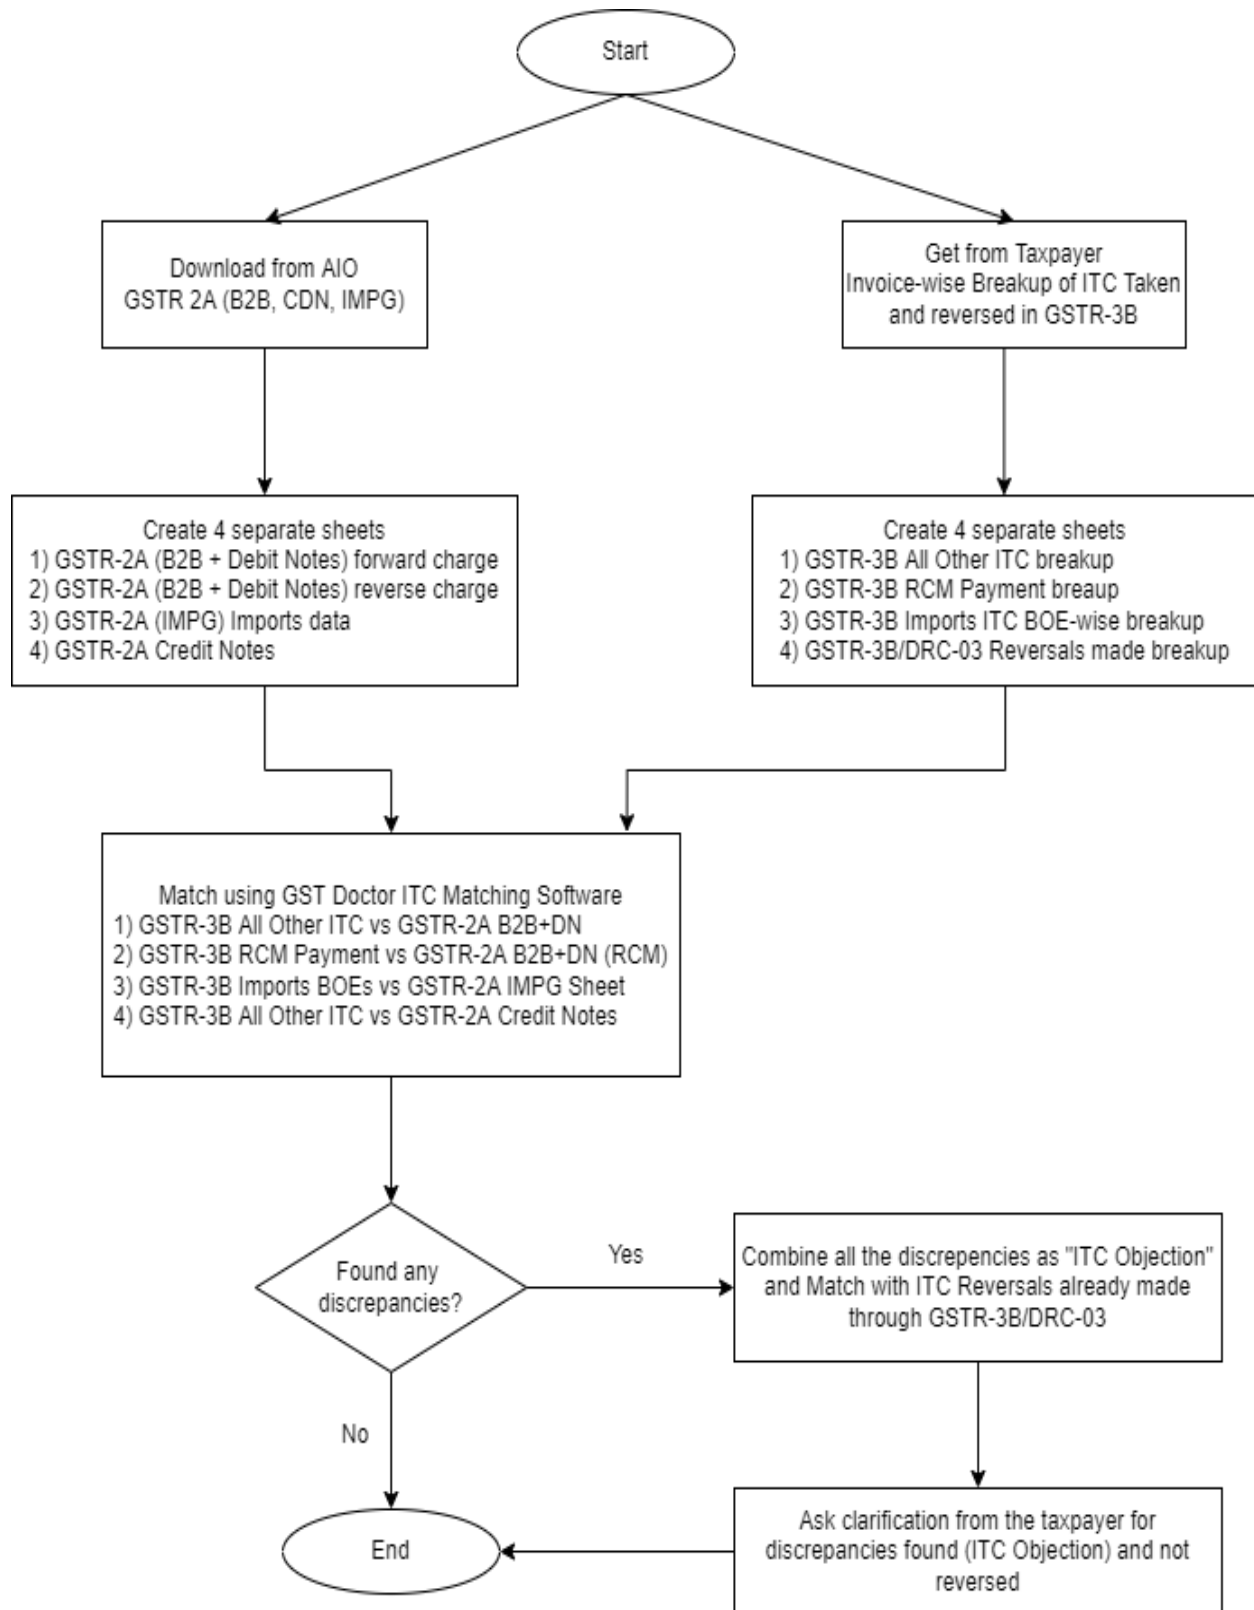 Start
Download from AIO
GSTR 2A (B2B, CDN, IMPG)
Get from Taxpayer
Invoice-wise Breakup of ITC Taken
and reversed in GSTR-3B
Create 4 separate sheets
1) GSTR-2A (B2B + Debit Notes) forward charge
2) GSTR-2A (B2B + Debit Notes) reverse charge
3) GSTR-2A (IMPG) Imports data
4) GSTR-2A Credit Notes
Create 4 separate sheets
1) GSTR-3B All Other ITC breakup
2) GSTR-3B RCM Payment breaup
3) GSTR-3B Imports ITC BOE-wise breakup
4) GSTR-3B/DRC-03 Reversals made breakup
Match using GST Doctor ITC Matching Software
1) GSTR-3B All Other ITC vs GSTR-2A B2B+DN
2) GSTR-3B RCM Payment vs GSTR-2A B2B+DN (RCM)
3) GSTR-3B Imports BOEs vs GSTR-2A IMPG Sheet
4) GSTR-3B All Other ITC vs GSTR-2A Credit Notes
Found any
discrepancies?
Yes
Combine all the discrepencies as "ITC Objection"
and Match with ITC Reversals already made
through GSTR-3B/DRC-03
No
End
Ask clarification from the taxpayer for
discrepancies found (ITC Objection) and not
reversed